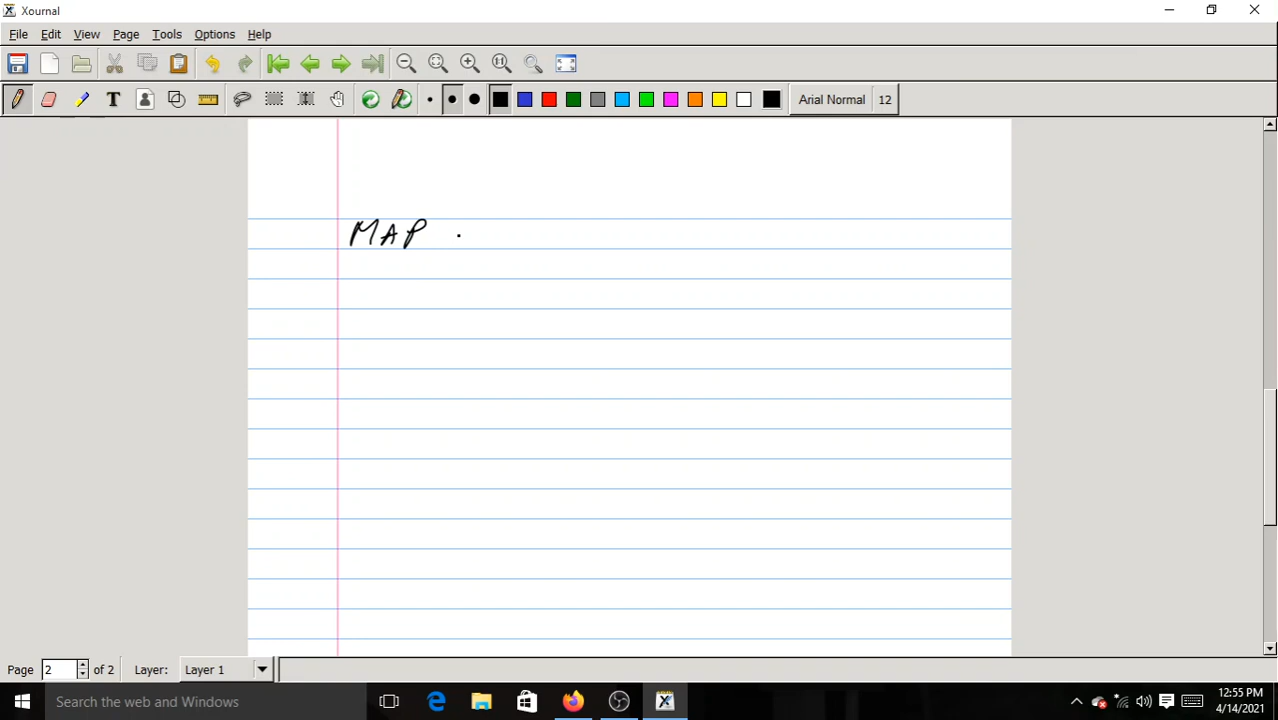 Xournal
File Edit View Page Tools Options Help
Arial Normal 12
MAP .
Page 2 of 2 Layer: Layer 1
Search the web and Windows
12:55 PM
4/14/2021